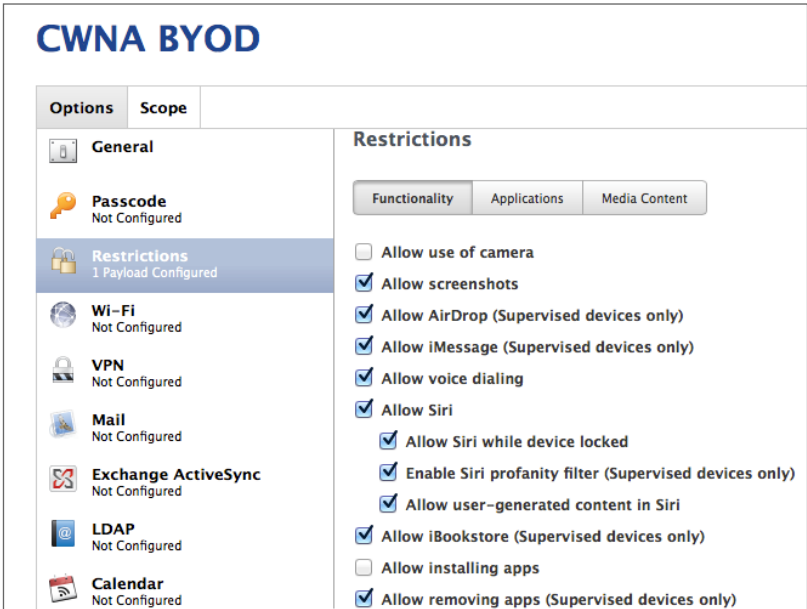 CWNA BYOD
Options
Scope
General
Passcode
Not Configured
Restrictions
1 Payload Configured
Wi-Fi
Not Configured
VPN
Not Configured
Mail
Not Configured
Exchange ActiveSync
Not Configured
LDAP
Not Configured
Calendar
Not Configured
Restrictions
Functionality
Applications
Media Content
Allow use of camera
Allow screenshots
Allow AirDrop (Supervised devices only)
Allow iMessage (Supervised devices only)
Allow voice dialing
Allow Siri
Allow Siri while device locked
Enable Siri profanity filter (Supervised devices only)
Allow user-generated content in Siri
Allow iBookstore (Supervised devices only)
Allow installing apps
Allow removing apps (Supervised devices only)